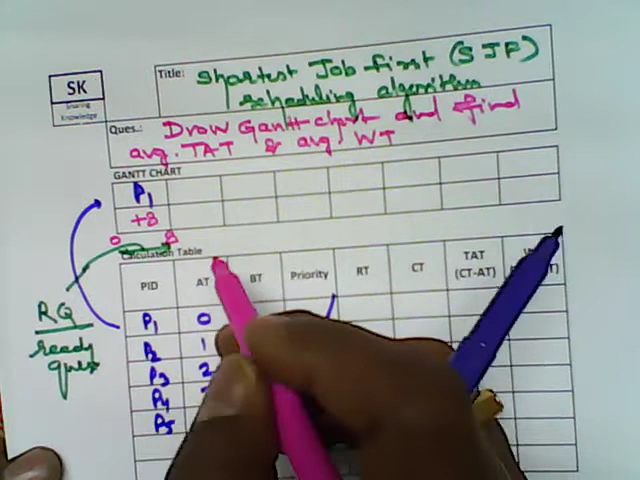 SK
Sharing
Knowledge
Title: Shortest Job first (SJF)
scheduling algorithm
Ques.: Draw Gantt chart and find
avg. TAT & avg. WT
GANTT CHART
P1
+8
0 8
Calculation Table
PID AT BT Priority RT CT TAT
(CT-AT)
P1 0
P2 1
P3 2
P4
P5
RQ
ready
queue